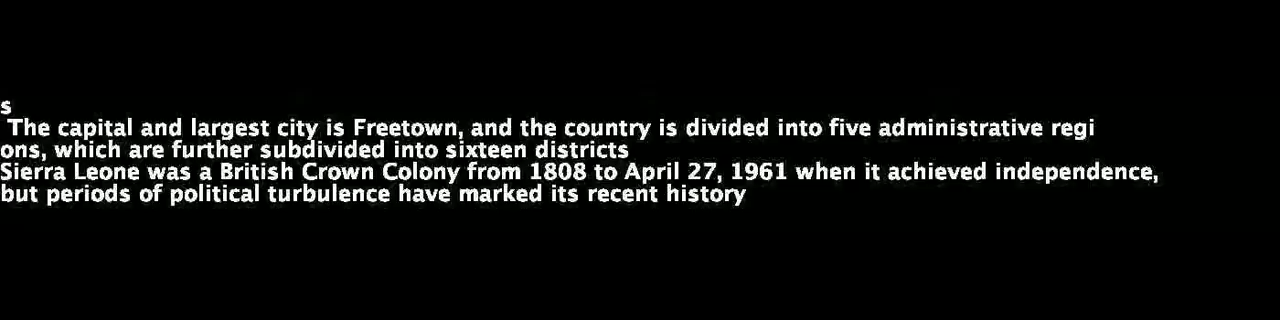 s
The capital and largest city is Freetown, and the country is divided into five administrative regi
ons, which are further subdivided into sixteen districts
Sierra Leone was a British Crown Colony from 1808 to April 27, 1961 when it achieved independence,
but periods of political turbulence have marked its recent history